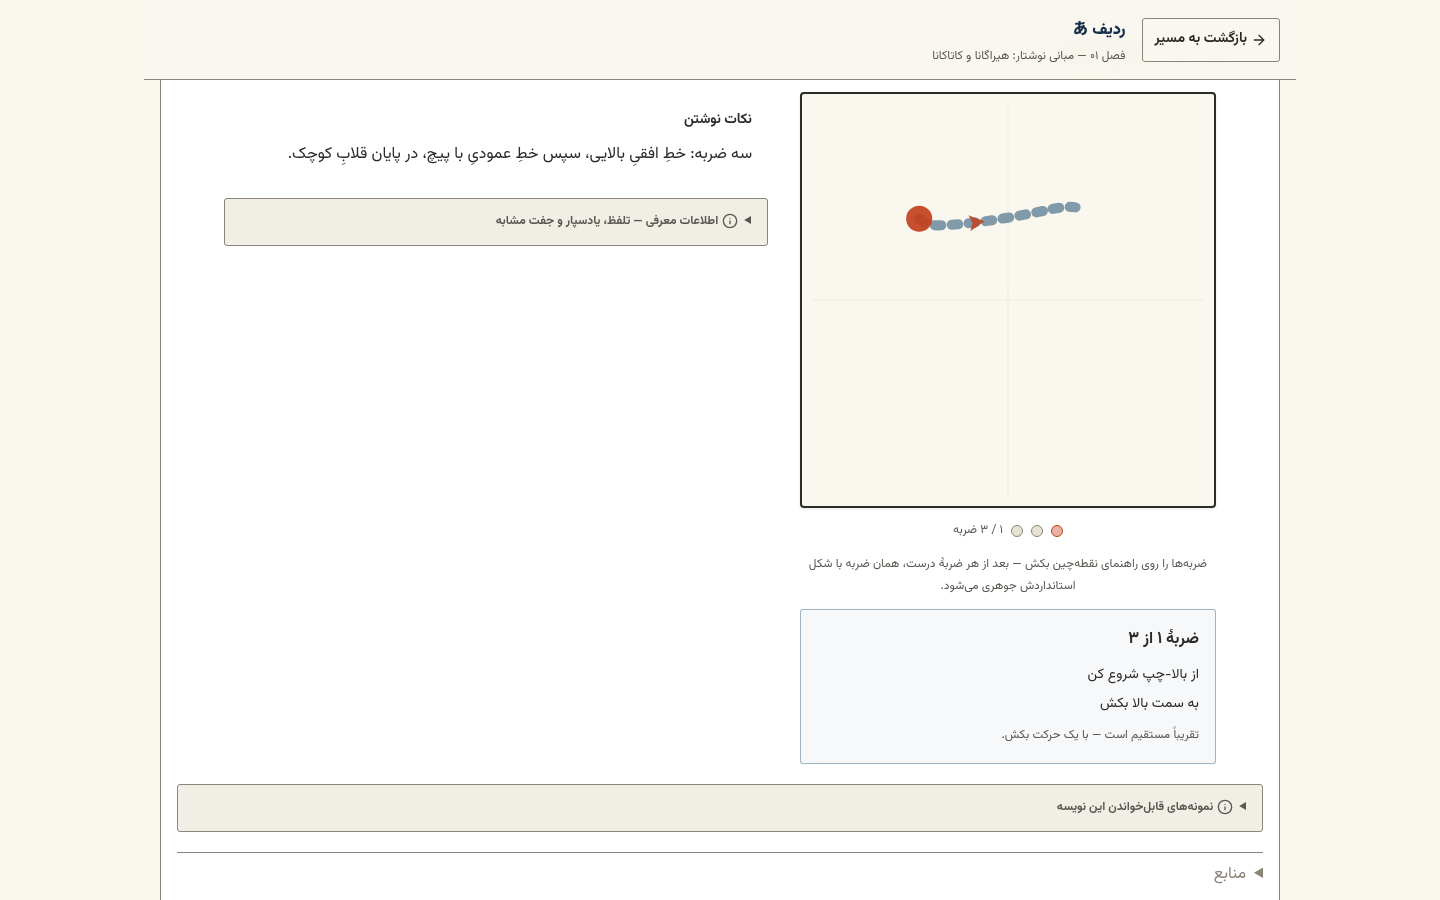 بازگشت به مسیر
ردیف あ
فصل ۰۱ — مبانی نوشتار: هیراگانا و کاتاکانا
۱ / ۳ ضربه
ضربه‌ها را روی راهنمای نقطه‌چین بکش — بعد از هر ضربهٔ درست، همان ضربه با شکل
استانداردش جوهری می‌شود.
ضربهٔ ۱ از ۳
از بالا-چپ شروع کن
به سمت بالا بکش
تقریباً مستقیم است — با یک حرکت بکش.
نکات نوشتن
سه ضربه: خطِ افقیِ بالایی، سپس خطِ عمودیِ با پیچ، در پایان قلابِ کوچک.
اطلاعات معرفی — تلفظ، یادسپار و جفت مشابه
نمونه‌های قابل‌خواندن این نویسه
منابع